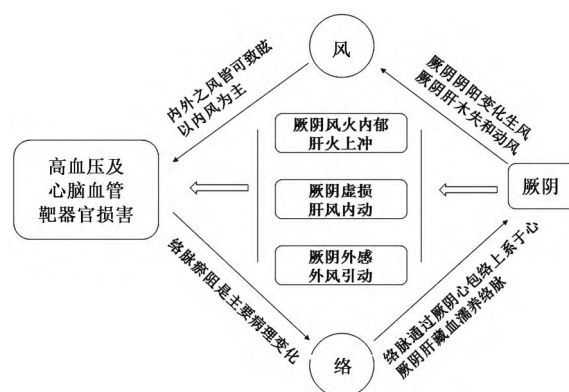 风
内外之风皆可致眩
以内风为主
厥阴阴阳变化生风
厥阴肝木失和动风
厥阴风火内郁
肝火上冲
高血压及
心脑血管
靶器官损害
厥阴虚损
肝风内动
厥阴
厥阴外感
外风引动
络脉瘀阻是主要病理变化
络脉通过厥阴心包络上系于心
厥阴肝藏血濡养络脉
络